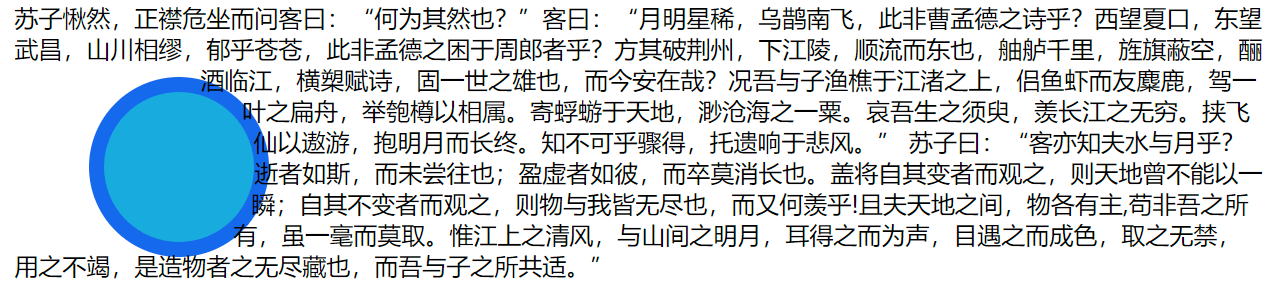 苏子愀然，正襟危坐而问客曰：“何为其然也？”客曰：“月明星稀，乌鹊南飞，此非曹孟德之诗乎？西望夏口，东望
武昌，山川相缪，郁乎苍苍，此非孟德之困于周郎者乎？方其破荆州，下江陵，顺流而东也，舳舻千里，旌旗蔽空，酾
酒临江，横槊赋诗，固一世之雄也，而今安在哉？况吾与子渔樵于江渚之上，侣鱼虾而友麋鹿，驾一
叶之扁舟，举匏樽以相属。寄蜉蝣于天地，渺沧海之一粟。哀吾生之须臾，羡长江之无穷。挟飞
仙以遨游，抱明月而长终。知不可乎骤得，托遗响于悲风。” 苏子曰：“客亦知夫水与月乎？
逝者如斯，而未尝往也；盈虚者如彼，而卒莫消长也。盖将自其变者而观之，则天地曾不能以一
瞬；自其不变者而观之，则物与我皆无尽也，而又何羡乎!且夫天地之间，物各有主,苟非吾之所
有，虽一毫而莫取。惟江上之清风，与山间之明月，耳得之而为声，目遇之而成色，取之无禁，
用之不竭，是造物者之无尽藏也，而吾与子之所共适。”